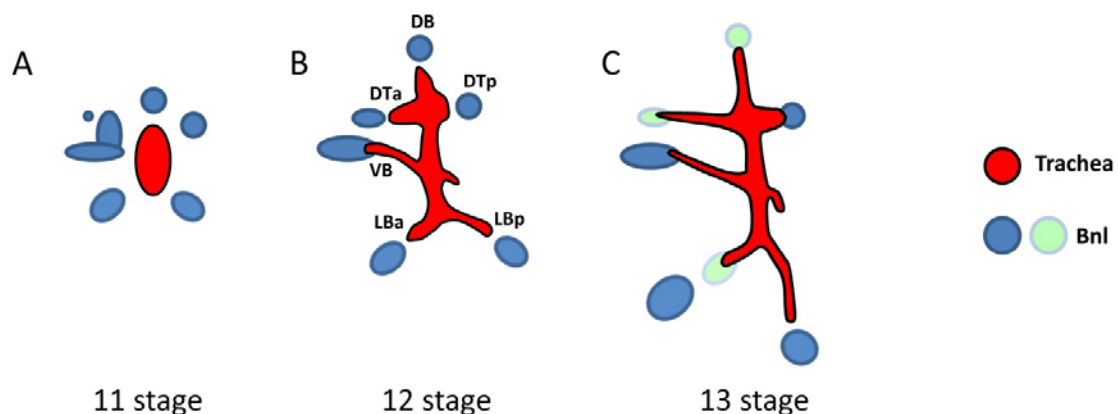 A
B
C
DB
DTa
DTp
VB
LBa
LBp
Trachea
Bnl
11 stage
12 stage
13 stage